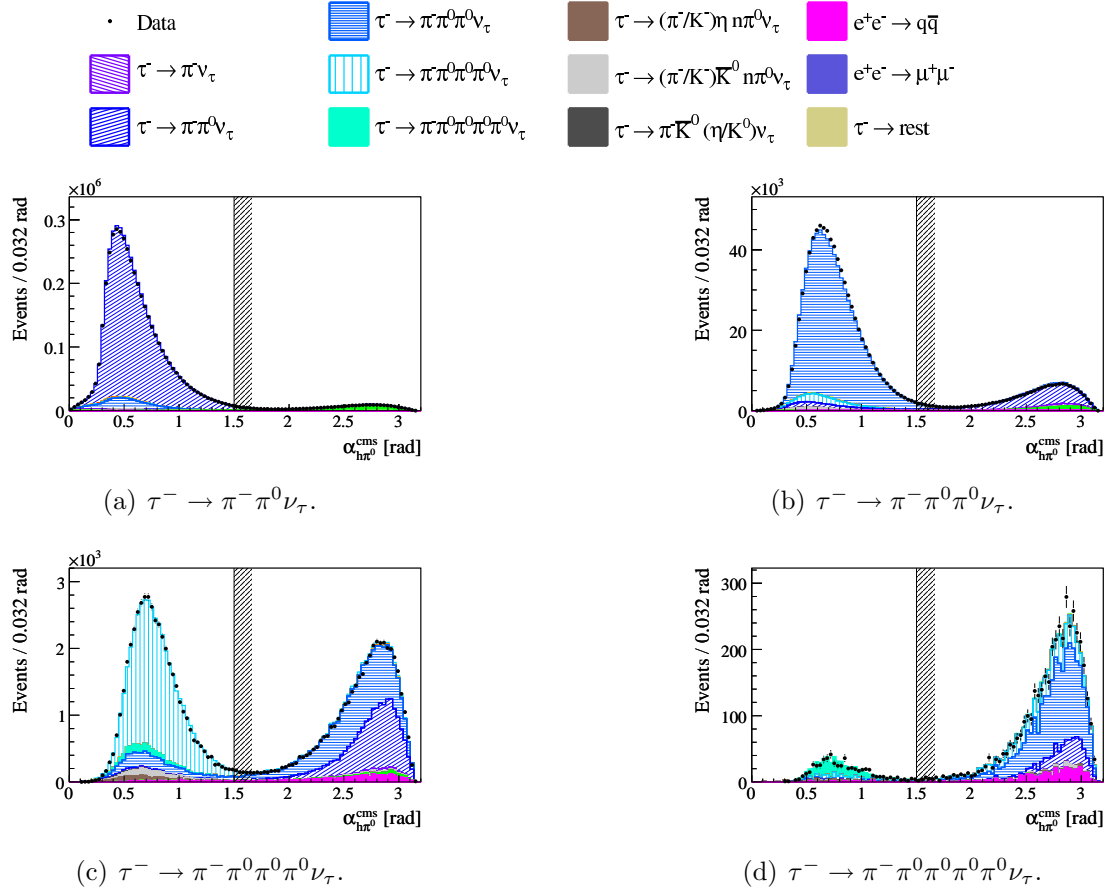 Data
τ⁻ → π⁻ν_τ
τ⁻ → π⁻π⁰ν_τ
τ⁻ → π⁻π⁰π⁰ν_τ
τ⁻ → π⁻π⁰π⁰π⁰ν_τ
τ⁻ → π⁻π⁰π⁰π⁰π⁰ν_τ
τ⁻ → (π⁻/K⁻)η nπ⁰ν_τ
τ⁻ → (π⁻/K⁻)K̅⁰ nπ⁰ν_τ
τ⁻ → π⁻K̅⁰ (η/K⁰)ν_τ
e⁺e⁻ → qq̅
e⁺e⁻ → μ⁺μ⁻
τ⁻ → rest
×10⁶
Events / 0.032 rad
0.3
0.2
0.1
0
0 0.5 1 1.5 2 2.5 3
α^cms_hπ⁰ [rad]
(a) τ⁻ → π⁻π⁰ν_τ.
×10³
Events / 0.032 rad
40
20
0
0 0.5 1 1.5 2 2.5 3
α^cms_hπ⁰ [rad]
(b) τ⁻ → π⁻π⁰π⁰ν_τ.
×10³
Events / 0.032 rad
3
2
1
0
0 0.5 1 1.5 2 2.5 3
α^cms_hπ⁰ [rad]
(c) τ⁻ → π⁻π⁰π⁰π⁰ν_τ.
Events / 0.032 rad
300
200
100
0
0 0.5 1 1.5 2 2.5 3
α^cms_hπ⁰ [rad]
(d) τ⁻ → π⁻π⁰π⁰π⁰π⁰ν_τ.